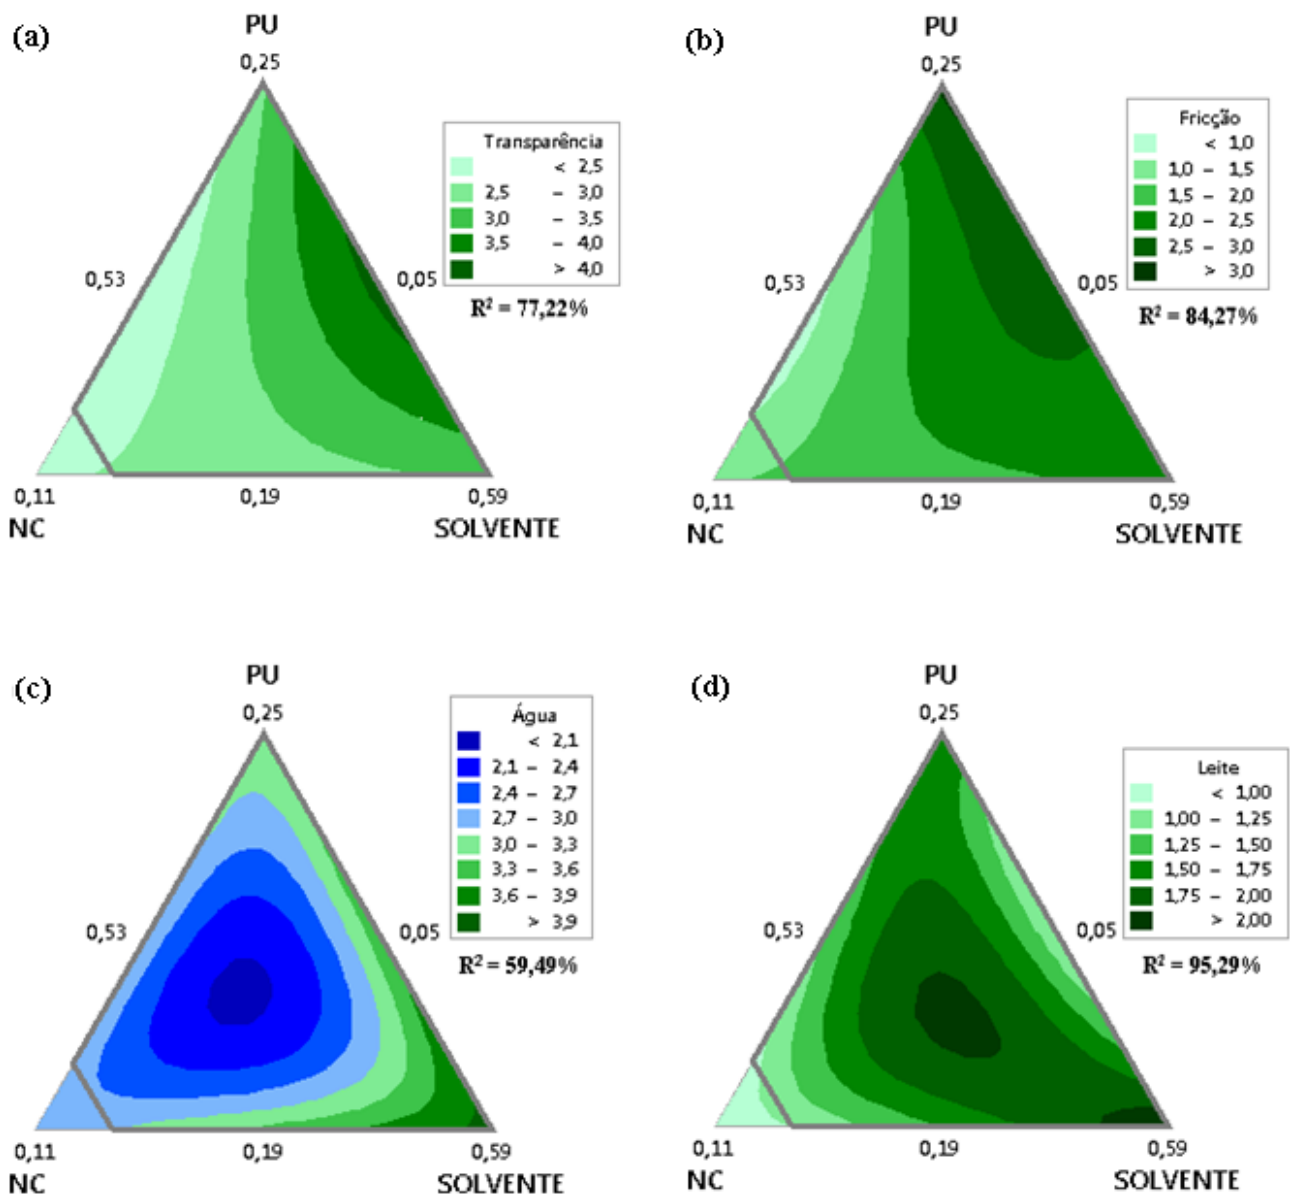 (a)
PU
0,25
Transparência
< 2,5
2,5 – 3,0
3,0 – 3,5
3,5 – 4,0
> 4,0
R² = 77,22%
0,53
0,05
0,11
0,19
0,59
NC
SOLVENTE
(b)
PU
0,25
Fricção
< 1,0
1,0 – 1,5
1,5 – 2,0
2,0 – 2,5
2,5 – 3,0
> 3,0
R² = 84,27%
0,53
0,05
0,11
0,19
0,59
NC
SOLVENTE
(c)
PU
0,25
Água
< 2,1
2,1 – 2,4
2,4 – 2,7
2,7 – 3,0
3,0 – 3,3
3,3 – 3,6
3,6 – 3,9
> 3,9
R² = 59,49%
0,53
0,05
0,11
0,19
0,59
NC
SOLVENTE
(d)
PU
0,25
Leite
< 1,00
1,00 – 1,25
1,25 – 1,50
1,50 – 1,75
1,75 – 2,00
> 2,00
R² = 95,29%
0,53
0,05
0,11
0,19
0,59
NC
SOLVENTE